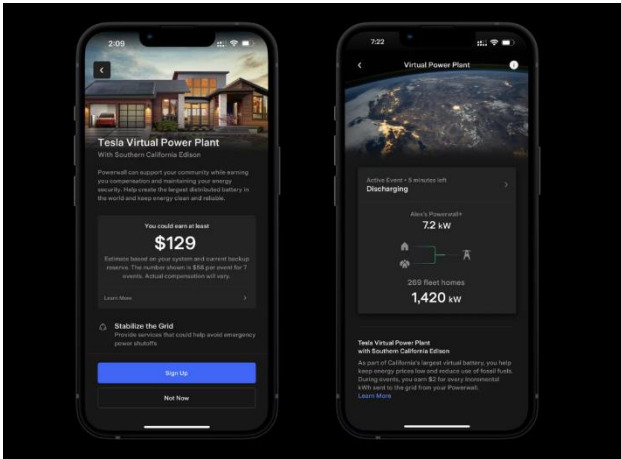 2:09
Tesla Virtual Power Plant
With Southern California Edison
Powerwall can support your community while earning
you compensation and maintaining your energy
security. Help create the largest distributed battery in
the world and keep energy clean and reliable.
You could earn at least
$129
Estimate based on your system and current backup
reserve. The number shown is $58 per event for 7
events. Actual compensation will vary.
Learn More
Stabilize the Grid
Provide services that could help avoid emergency
power shutoffs
Sign Up
Not Now
7:22
Virtual Power Plant
Active Event • 5 minutes left
Discharging
Alex's Powerwall+
7.2 kW
269 fleet homes
1,420 kW
Tesla Virtual Power Plant
with Southern California Edison
As part of California's largest virtual battery, you help
keep energy prices low and reduce use of fossil fuels.
During events, you earn $2 for every incremental
kWh sent to the grid from your Powerwall.
Learn More